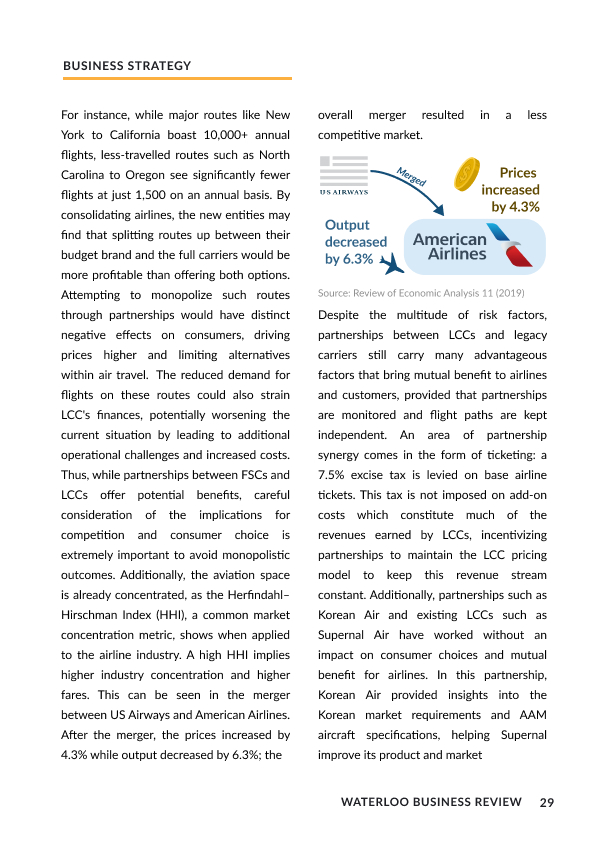 BUSINESS STRATEGY
For instance, while major routes like New
York to California boast 10,000+ annual
flights, less-travelled routes such as North
Carolina to Oregon see significantly fewer
flights at just 1,500 on an annual basis. By
consolidating airlines, the new entities may
find that splitting routes up between their
budget brand and the full carriers would be
more profitable than offering both options.
Attempting to monopolize such routes
through partnerships would have distinct
negative effects on consumers, driving
prices higher and limiting alternatives
within air travel. The reduced demand for
flights on these routes could also strain
LCC's finances, potentially worsening the
current situation by leading to additional
operational challenges and increased costs.
Thus, while partnerships between FSCs and
LCCs offer potential benefits, careful
consideration of the implications for
competition and consumer choice is
extremely important to avoid monopolistic
outcomes. Additionally, the aviation space
is already concentrated, as the Herfindahl–
Hirschman Index (HHI), a common market
concentration metric, shows when applied
to the airline industry. A high HHI implies
higher industry concentration and higher
fares. This can be seen in the merger
between US Airways and American Airlines.
After the merger, the prices increased by
4.3% while output decreased by 6.3%; the
overall merger resulted in a less
competitive market.
U.S AIRWAYS
Merged
Prices
increased
by 4.3%
Output
decreased
by 6.3%
American
Airlines
Source: Review of Economic Analysis 11 (2019)
Despite the multitude of risk factors,
partnerships between LCCs and legacy
carriers still carry many advantageous
factors that bring mutual benefit to airlines
and customers, provided that partnerships
are monitored and flight paths are kept
independent. An area of partnership
synergy comes in the form of ticketing: a
7.5% excise tax is levied on base airline
tickets. This tax is not imposed on add-on
costs which constitute much of the
revenues earned by LCCs, incentivizing
partnerships to maintain the LCC pricing
model to keep this revenue stream
constant. Additionally, partnerships such as
Korean Air and existing LCCs such as
Supernal Air have worked without an
impact on consumer choices and mutual
benefit for airlines. In this partnership,
Korean Air provided insights into the
Korean market requirements and AAM
aircraft specifications, helping Supernal
improve its product and market
WATERLOO BUSINESS REVIEW 29